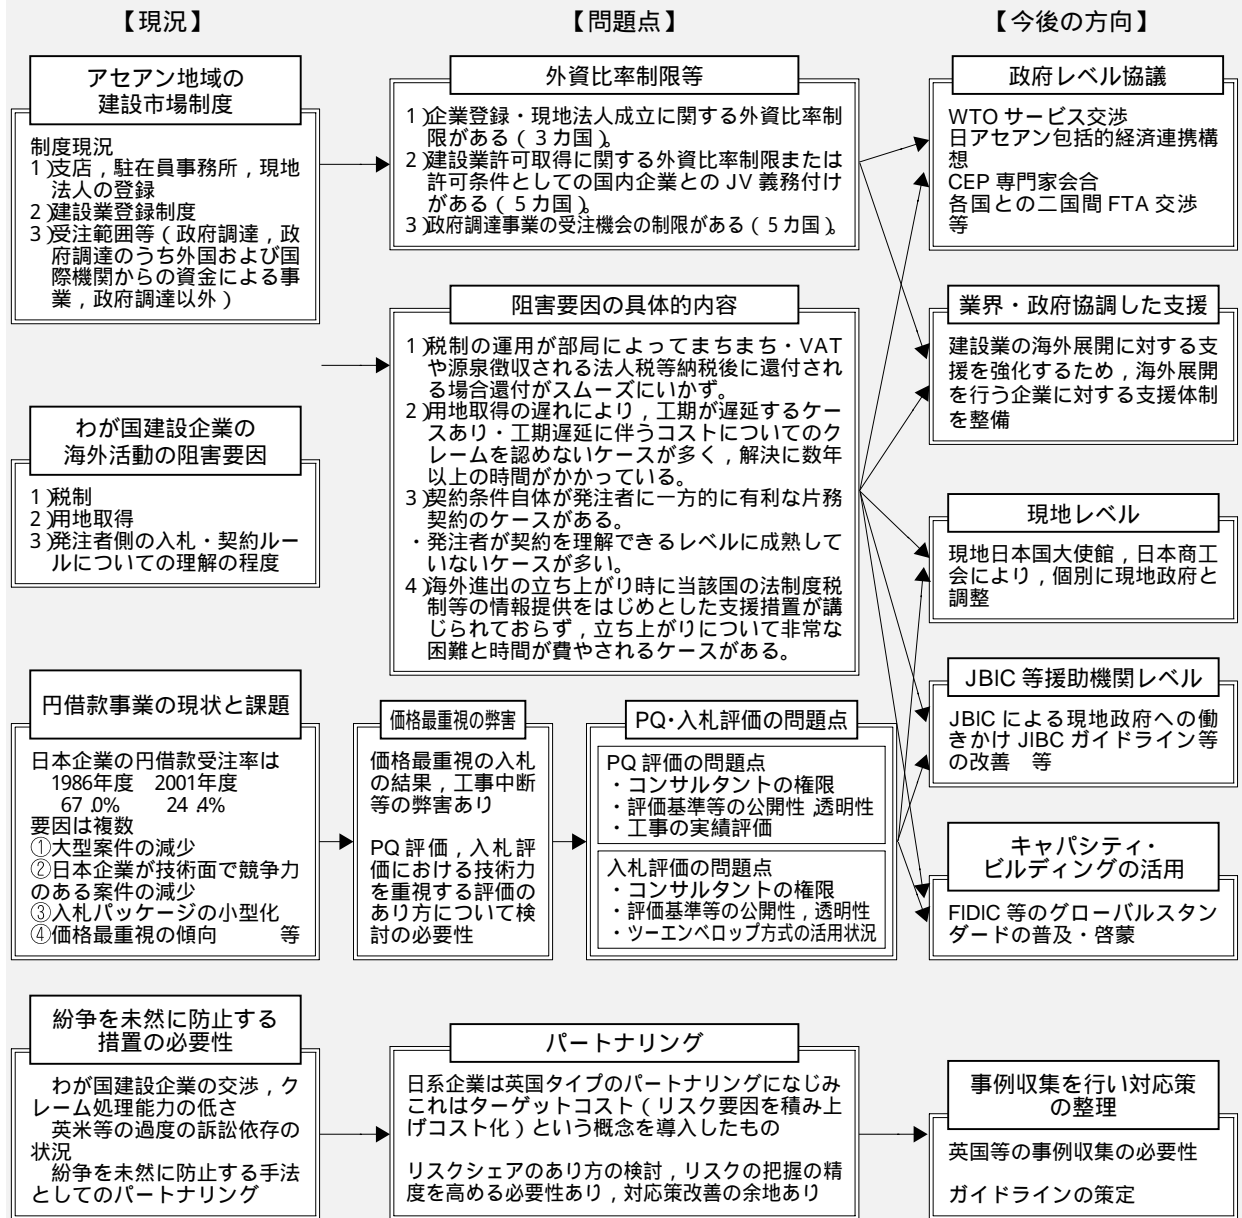 【現況】
【問題点】
【今後の方向】
アセアン地域の
建設市場制度
制度現況
1)支店，駐在員事務所，現地
法人の登録
2)建設業登録制度
3)受注範囲等（政府調達，政
府調達のうち外国および国
際機関からの資金による事
業，政府調達以外）
外資比率制限等
1)企業登録・現地法人成立に関する外資比率制
限がある（３カ国）。
2)建設業許可取得に関する外資比率制限または
許可条件としての国内企業とのJV義務付け
がある（５カ国）。
3)政府調達事業の受注機会の制限がある（５カ国）。
政府レベル協議
WTOサービス交渉
日アセアン包括的経済連携構
想
CEP専門家会合
各国との二国間FTA交渉
等
わが国建設企業の
海外活動の阻害要因
1)税制
2)用地取得
3)発注者側の入札・契約ルー
ルについての理解の程度
阻害要因の具体的内容
1)税制の運用が部局によってまちまち・VAT
や源泉徴収される法人税等納税後に還付され
る場合還付がスムーズにいかず。
2)用地取得の遅れにより，工期が遅延するケー
スあり・工期遅延に伴うコストについてのク
レームを認めないケースが多く，解決に数年
以上の時間がかかっている。
3)契約条件自体が発注者に一方的に有利な片務
契約のケースがある。
・発注者が契約を理解できるレベルに成熟して
いないケースが多い。
4)海外進出の立ち上がり時に当該国の法制度税
制等の情報提供をはじめとした支援措置が講
じられておらず，立ち上がりについて非常な
困難と時間が費やされるケースがある。
業界・政府協調した支援
建設業の海外展開に対する支
援を強化するため，海外展開
を行う企業に対する支援体制
を整備
現地レベル
現地日本国大使館，日本商工
会により，個別に現地政府と
調整
円借款事業の現状と課題
日本企業の円借款受注率は
1986年度　2001年度
67.0%　24.4%
要因は複数
①大型案件の減少
②日本企業が技術面で競争力
のある案件の減少
③入札パッケージの小型化
④価格最重視の傾向　等
価格最重視の弊害
価格最重視の入札
の結果，工事中断
等の弊害あり
PQ評価，入札評
価における技術力
を重視する評価の
あり方について検
討の必要性
PQ・入札評価の問題点
PQ評価の問題点
・コンサルタントの権限
・評価基準等の公開性，透明性
・工事の実績評価
入札評価の問題点
・コンサルタントの権限
・評価基準等の公開性，透明性
・ツーエンベロップ方式の活用状況
JBIC等援助機関レベル
JBICによる現地政府への働
きかけJIBCガイドライン等
の改善　等
キャパシティ・
ビルディングの活用
FIDIC等のグローバルスタン
ダードの普及・啓蒙
紛争を未然に防止する
措置の必要性
わが国建設企業の交渉，ク
レーム処理能力の低さ
英米等の過度の訴訟依存の
状況
紛争を未然に防止する手法
としてのパートナリング
パートナリング
日系企業は英国タイプのパートナリングになじみ
これはターゲットコスト（リスク要因を積み上
げコスト化）という概念を導入したもの
リスクシェアのあり方の検討，リスクの把握の精
度を高める必要性あり，対応策改善の余地あり
事例収集を行い対応策
の整理
英国等の事例収集の必要性
ガイドラインの策定